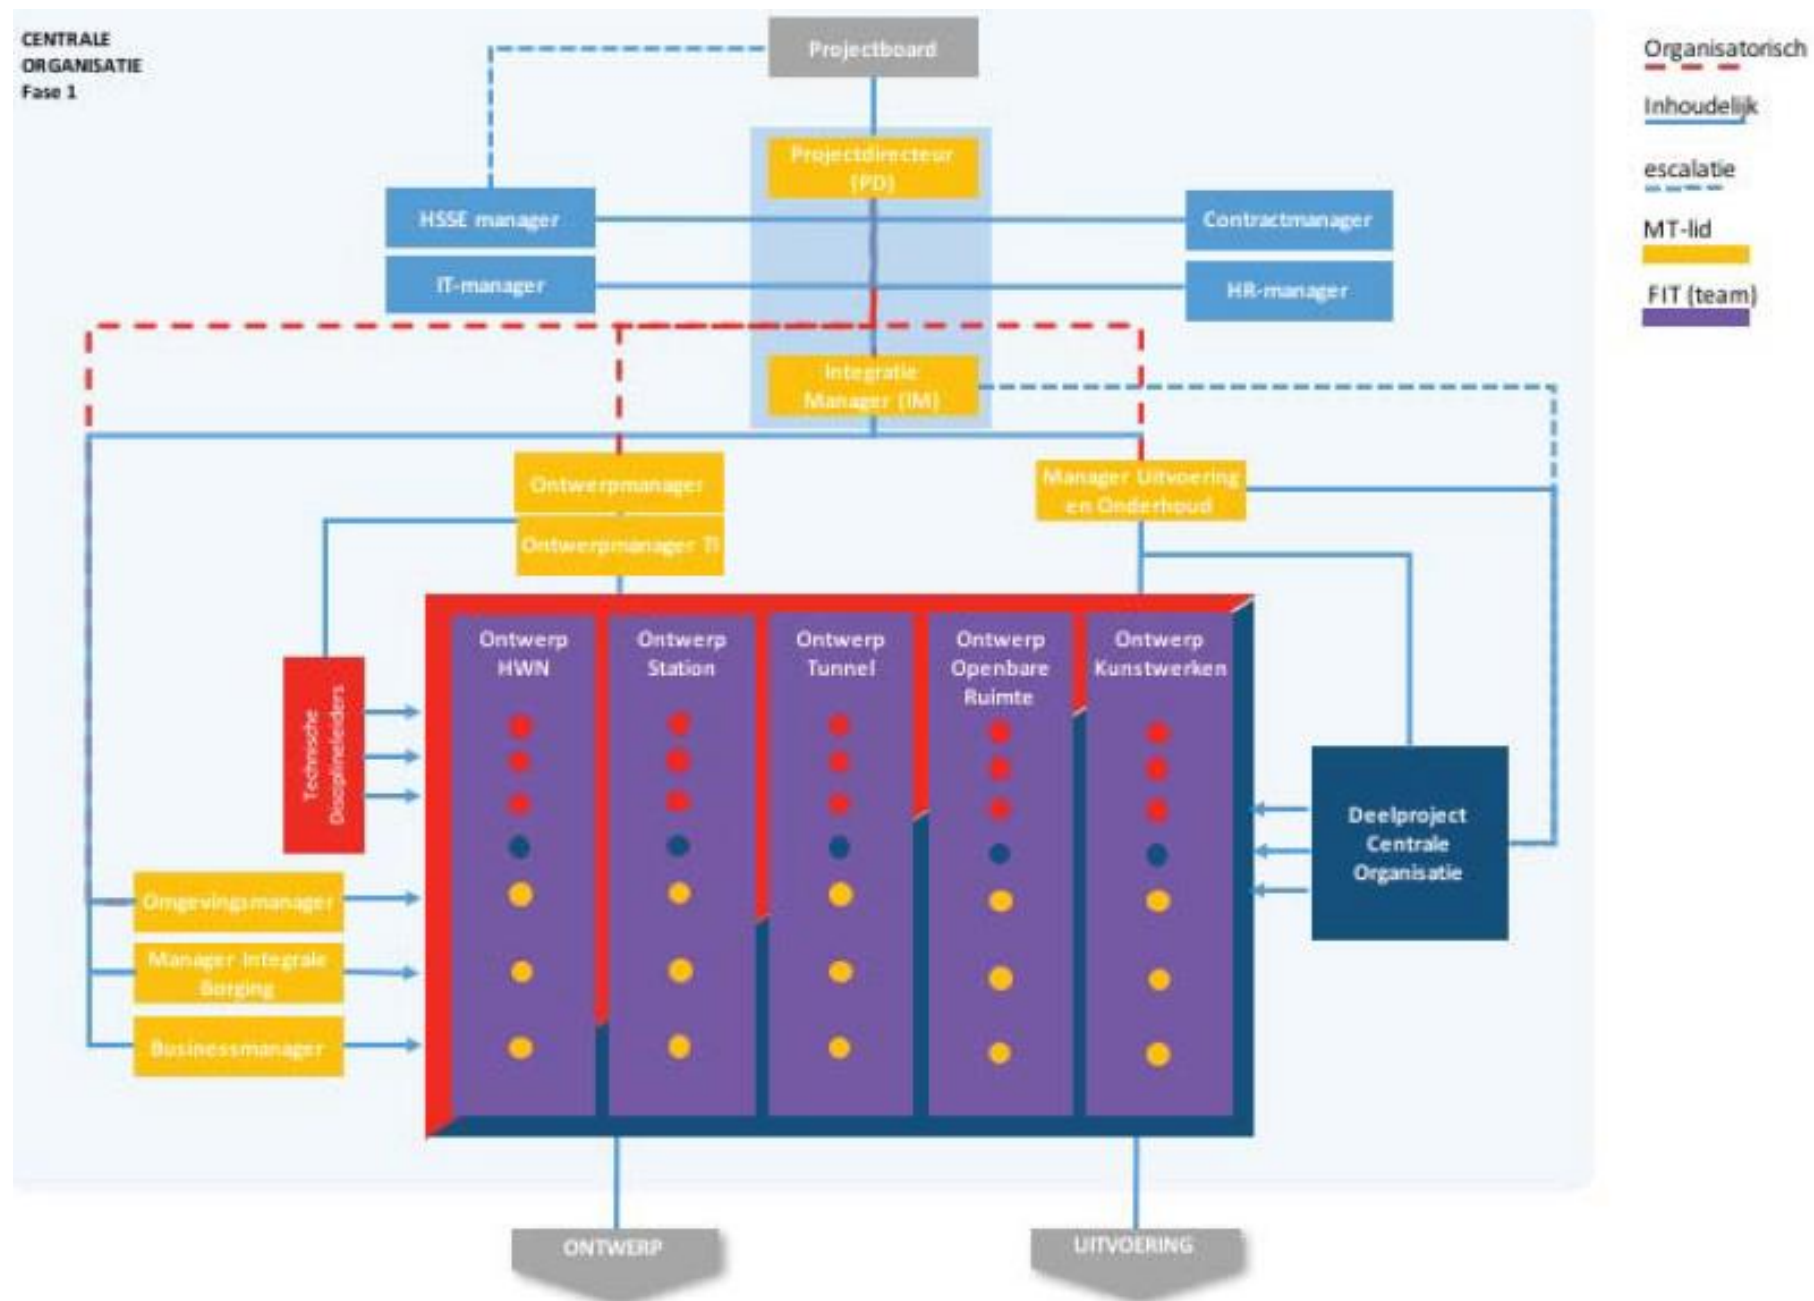 CENTRALE
ORGANISATIE
Fase 1
Projectboard
Organisatorisch
Inhoudelijk
escalatie
MT-lid
FIT (team)
Projectdirecteur
(PD)
HSSE manager
Contractmanager
IT-manager
HR-manager
Integratie
Manager (IM)
Ontwerpmanager
Manager Uitvoering
en Onderhoud
Ontwerpmanager TI
Ontwerp
HWN
Ontwerp
Station
Ontwerp
Tunnel
Ontwerp
Openbare
Ruimte
Ontwerp
Kunstwerken
Technische
Disciplineleiders
Deelproject
Centrale
Organisatie
Omgevingsmanager
Manager Integrale
Borging
Businessmanager
ONTWERP
UITVOERING